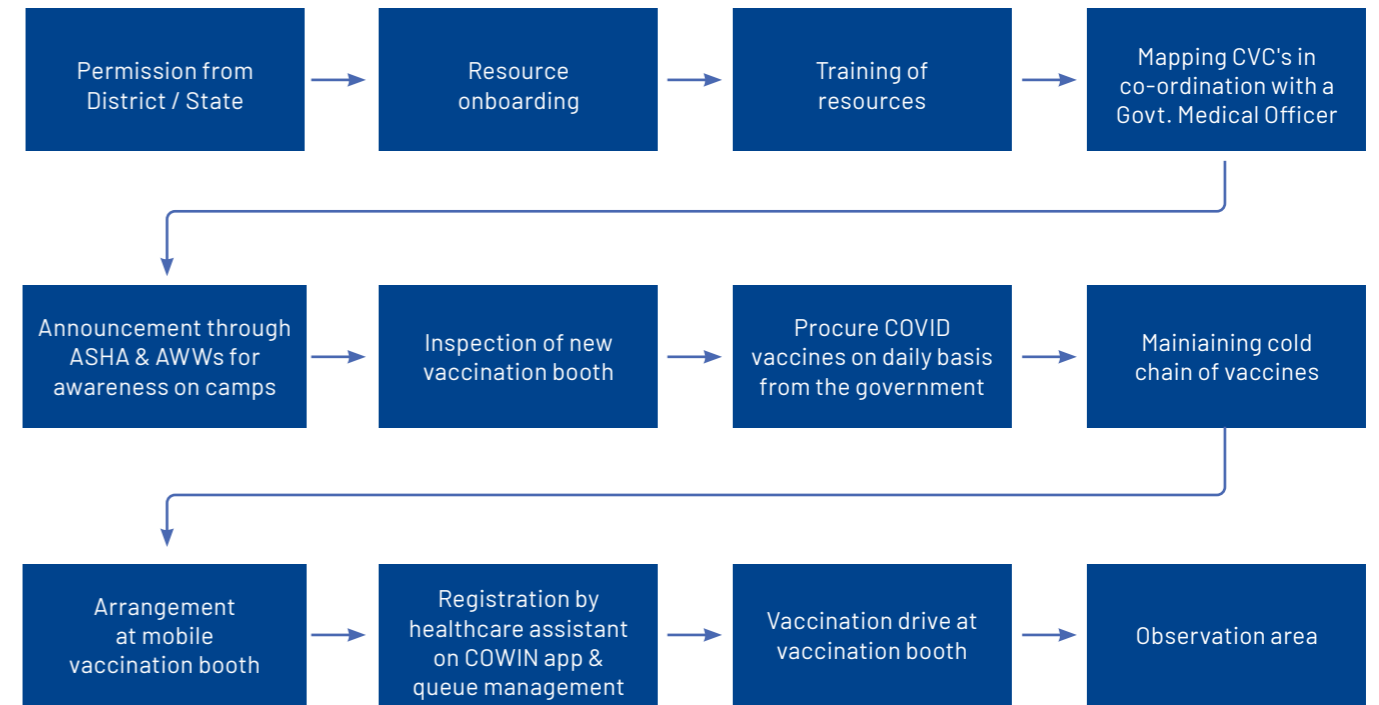 Permission from
District / State
Resource
onboarding
Training of
resources
Mapping CVC's in
co-ordination with a
Govt. Medical Officer
Announcement through
ASHA & AWWs for
awareness on camps
Inspection of new
vaccination booth
Procure COVID
vaccines on daily basis
from the government
Mainiaining cold
chain of vaccines
Arrangement
at mobile
vaccination booth
Registration by
healthcare assistant
on COWIN app &
queue management
Vaccination drive at
vaccination booth
Observation area